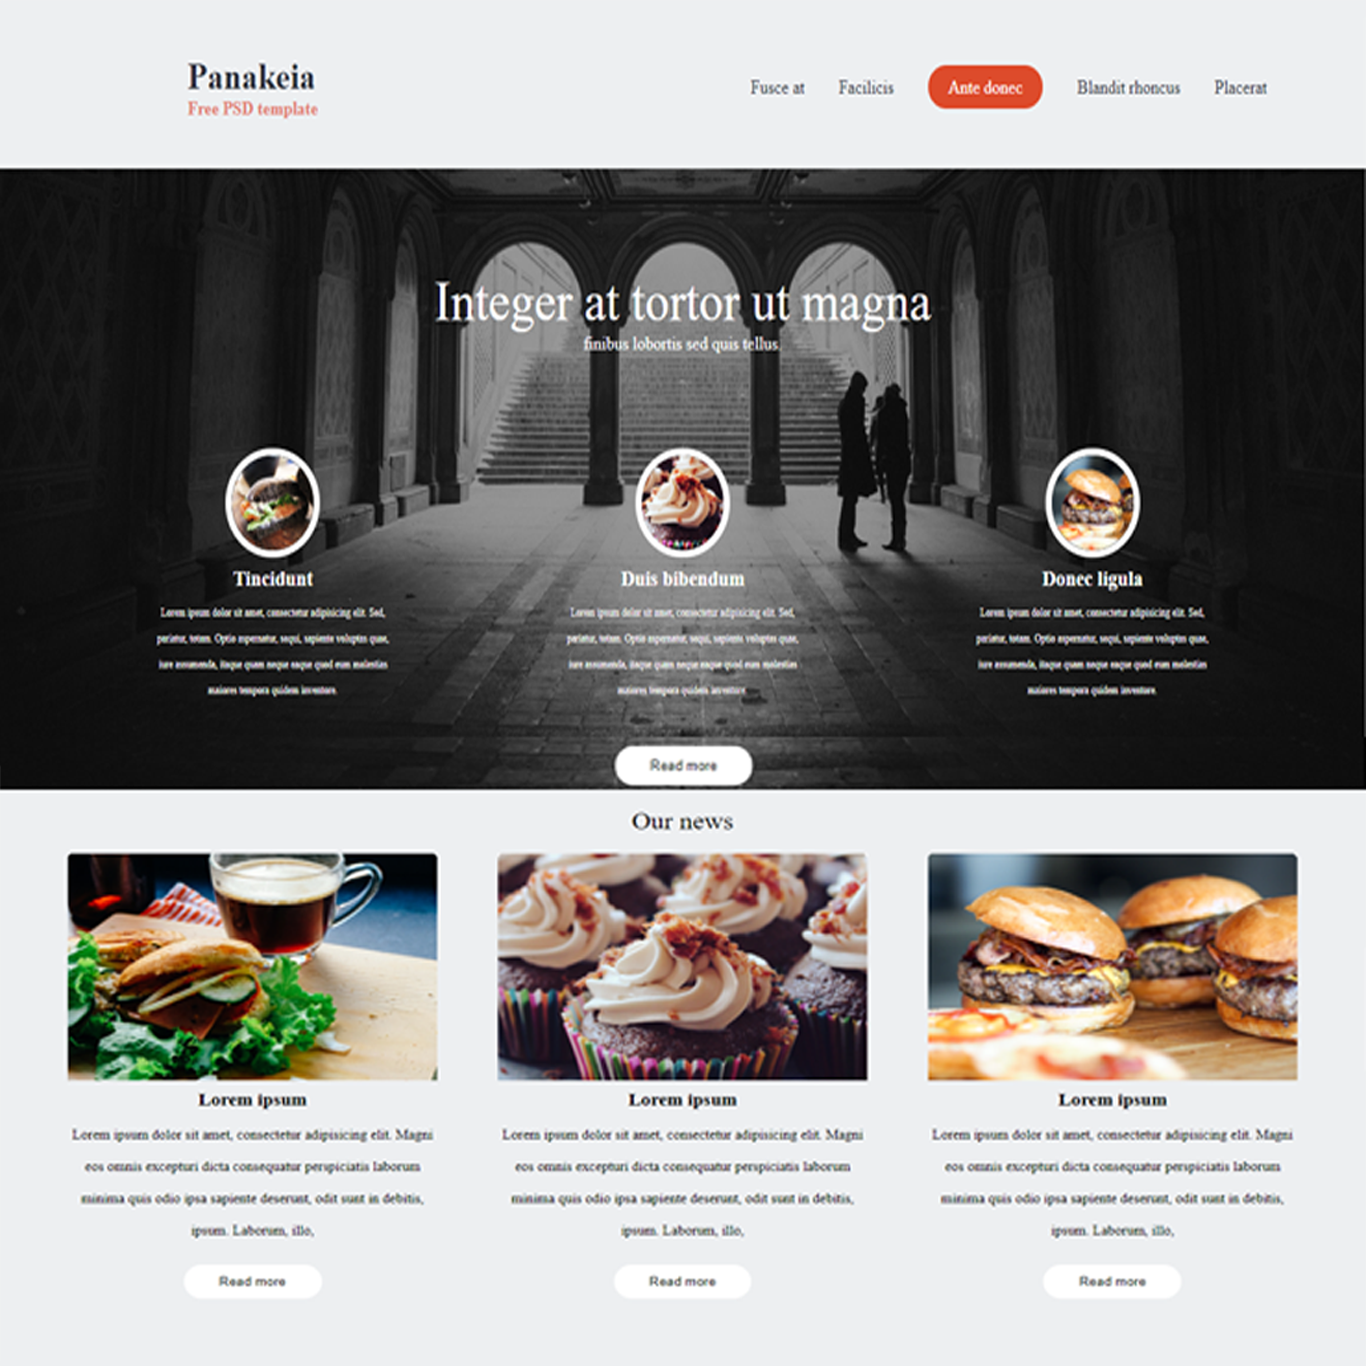 Panakeia
Free PSD template
Fusce at
Facilicis
Ante donec
Blandit rhoncus
Placerat
Integer at tortor ut magna
finibus lobortis sed quis tellus.
Tincidunt
Lorem ipsum dolor sit amet, consectetur adipisicing elit. Sed,
pariatur, totam. Optio aspernatur, sequi, sapiente voluptas quae,
iure assumenda, itaque quam neque eaque quod eum molestias
maiores tempora quidem inventore.
Duis bibendum
Lorem ipsum dolor sit amet, consectetur adipisicing elit. Sed,
pariatur, totam. Optio aspernatur, sequi, sapiente voluptas quae,
iure assumenda, itaque quam neque eaque quod eum molestias
maiores tempora quidem inventore.
Donec ligula
Lorem ipsum dolor sit amet, consectetur adipisicing elit. Sed,
pariatur, totam. Optio aspernatur, sequi, sapiente voluptas quae,
iure assumenda, itaque quam neque eaque quod eum molestias
maiores tempora quidem inventore.
Read more
Our news
Lorem ipsum
Lorem ipsum dolor sit amet, consectetur adipisicing elit. Magni
eos omnis excepturi dicta consequatur perspiciatis laborum
minima quis odio ipsa sapiente deserunt, odit sunt in debitis,
ipsum. Laborum, illo,
Read more
Lorem ipsum
Lorem ipsum dolor sit amet, consectetur adipisicing elit. Magni
eos omnis excepturi dicta consequatur perspiciatis laborum
minima quis odio ipsa sapiente deserunt, odit sunt in debitis,
ipsum. Laborum, illo,
Read more
Lorem ipsum
Lorem ipsum dolor sit amet, consectetur adipisicing elit. Magni
eos omnis excepturi dicta consequatur perspiciatis laborum
minima quis odio ipsa sapiente deserunt, odit sunt in debitis,
ipsum. Laborum, illo,
Read more